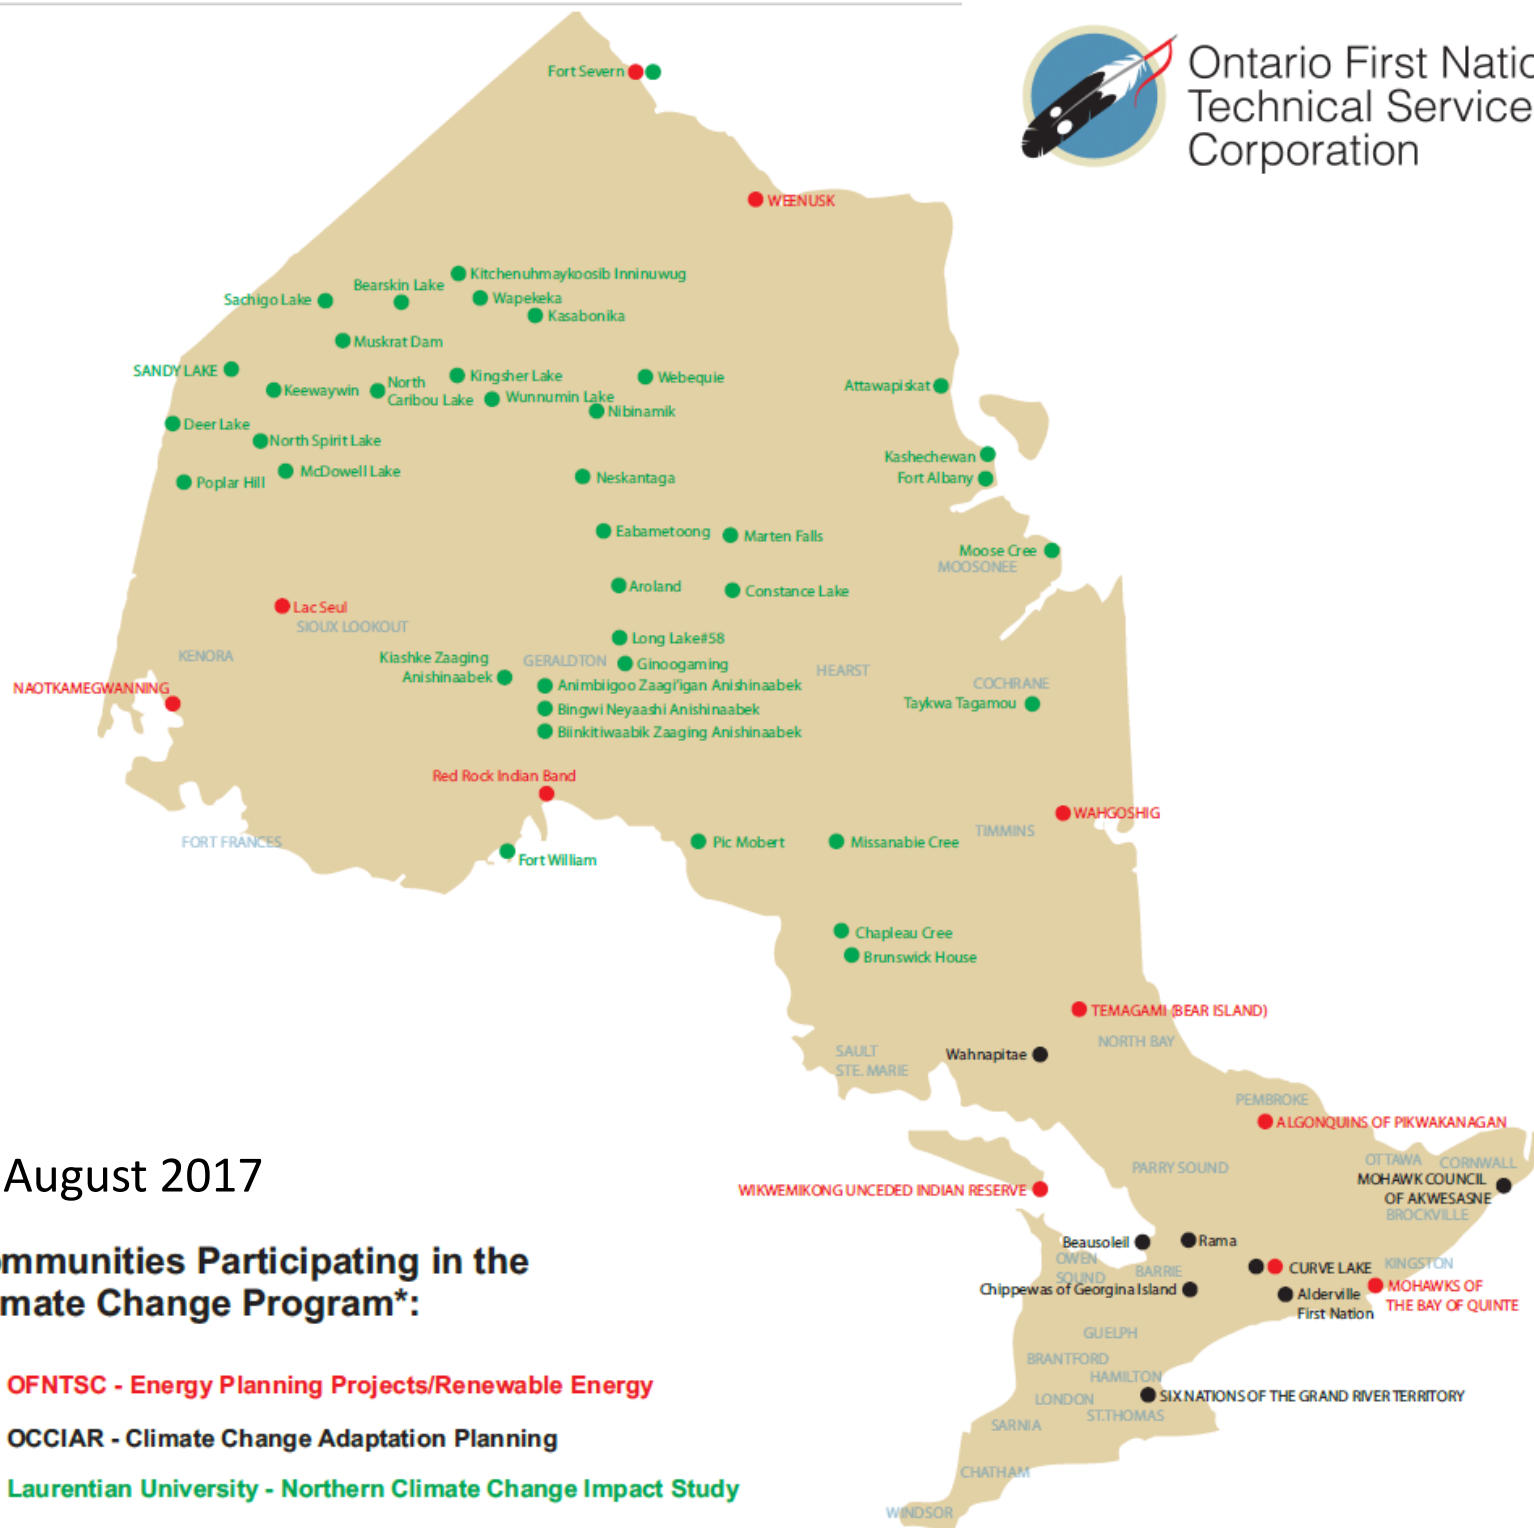 Ontario First Natio
Technical Service
Corporation
Fort Severn
WEENUSK
Kitchenuhmaykoosib Inninuwug
Bearskin Lake
Sachigo Lake
Wapekeka
Kasabonika
Muskrat Dam
SANDY LAKE
Kingsher Lake
Webequie
North
Caribou Lake
Keewaywin
Attawapiskat
Wunnumin Lake
Nibinamik
Deer Lake
North Spirit Lake
Kashechewan
McDowell Lake
Neskantaga
Fort Albany
Poplar Hill
Eabametoong
Marten Falls
Moose Cree
MOOSONEE
Aroland
Constance Lake
Lac Seul
SIOUX LOOKOUT
Long Lake#58
KENORA
Kiashke Zaaging
Anishinaabek
GERALDTON
Ginoogaming
HEARST
COCHRANE
NAOTKAMEGWANNING
Animbiigoo Zaagi'igan Anishinaabek
Taykwa Tagamou
Bingwi Neyaashi Anishinaabek
Biinkitiwaabik Zaaging Anishinaabek
Red Rock Indian Band
WAHGOSHIG
TIMMINS
FORT FRANCES
Pic Mobert
Missanabie Cree
Fort William
Chapleau Cree
Brunswick House
TEMAGAMI (BEAR ISLAND)
NORTH BAY
SAULT
STE. MARIE
Wahnapitae
PEMBROKE
ALGONQUINS OF PIKWAKANAGAN
OTTAWA
CORNWALL
PARRY SOUND
MOHAWK COUNCIL
OF AKWESASNE
BROCKVILLE
WIKWEMIKONG UNCEDED INDIAN RESERVE
Beausoleil
Rama
OWEN
SOUND
BARRIE
CURVE LAKE
KINGSTON
Chippewas of Georgina Island
Alderville
First Nation
MOHAWKS OF
THE BAY OF QUINTE
GUELPH
BRANTFORD
HAMILTON
LONDON
SIX NATIONS OF THE GRAND RIVER TERRITORY
ST.THOMAS
SARNIA
CHATHAM
WINDSOR
August 2017
mmunities Participating in the
mate Change Program*:
OFNTSC - Energy Planning Projects/Renewable Energy
OCCIAR - Climate Change Adaptation Planning
Laurentian University - Northern Climate Change Impact Study